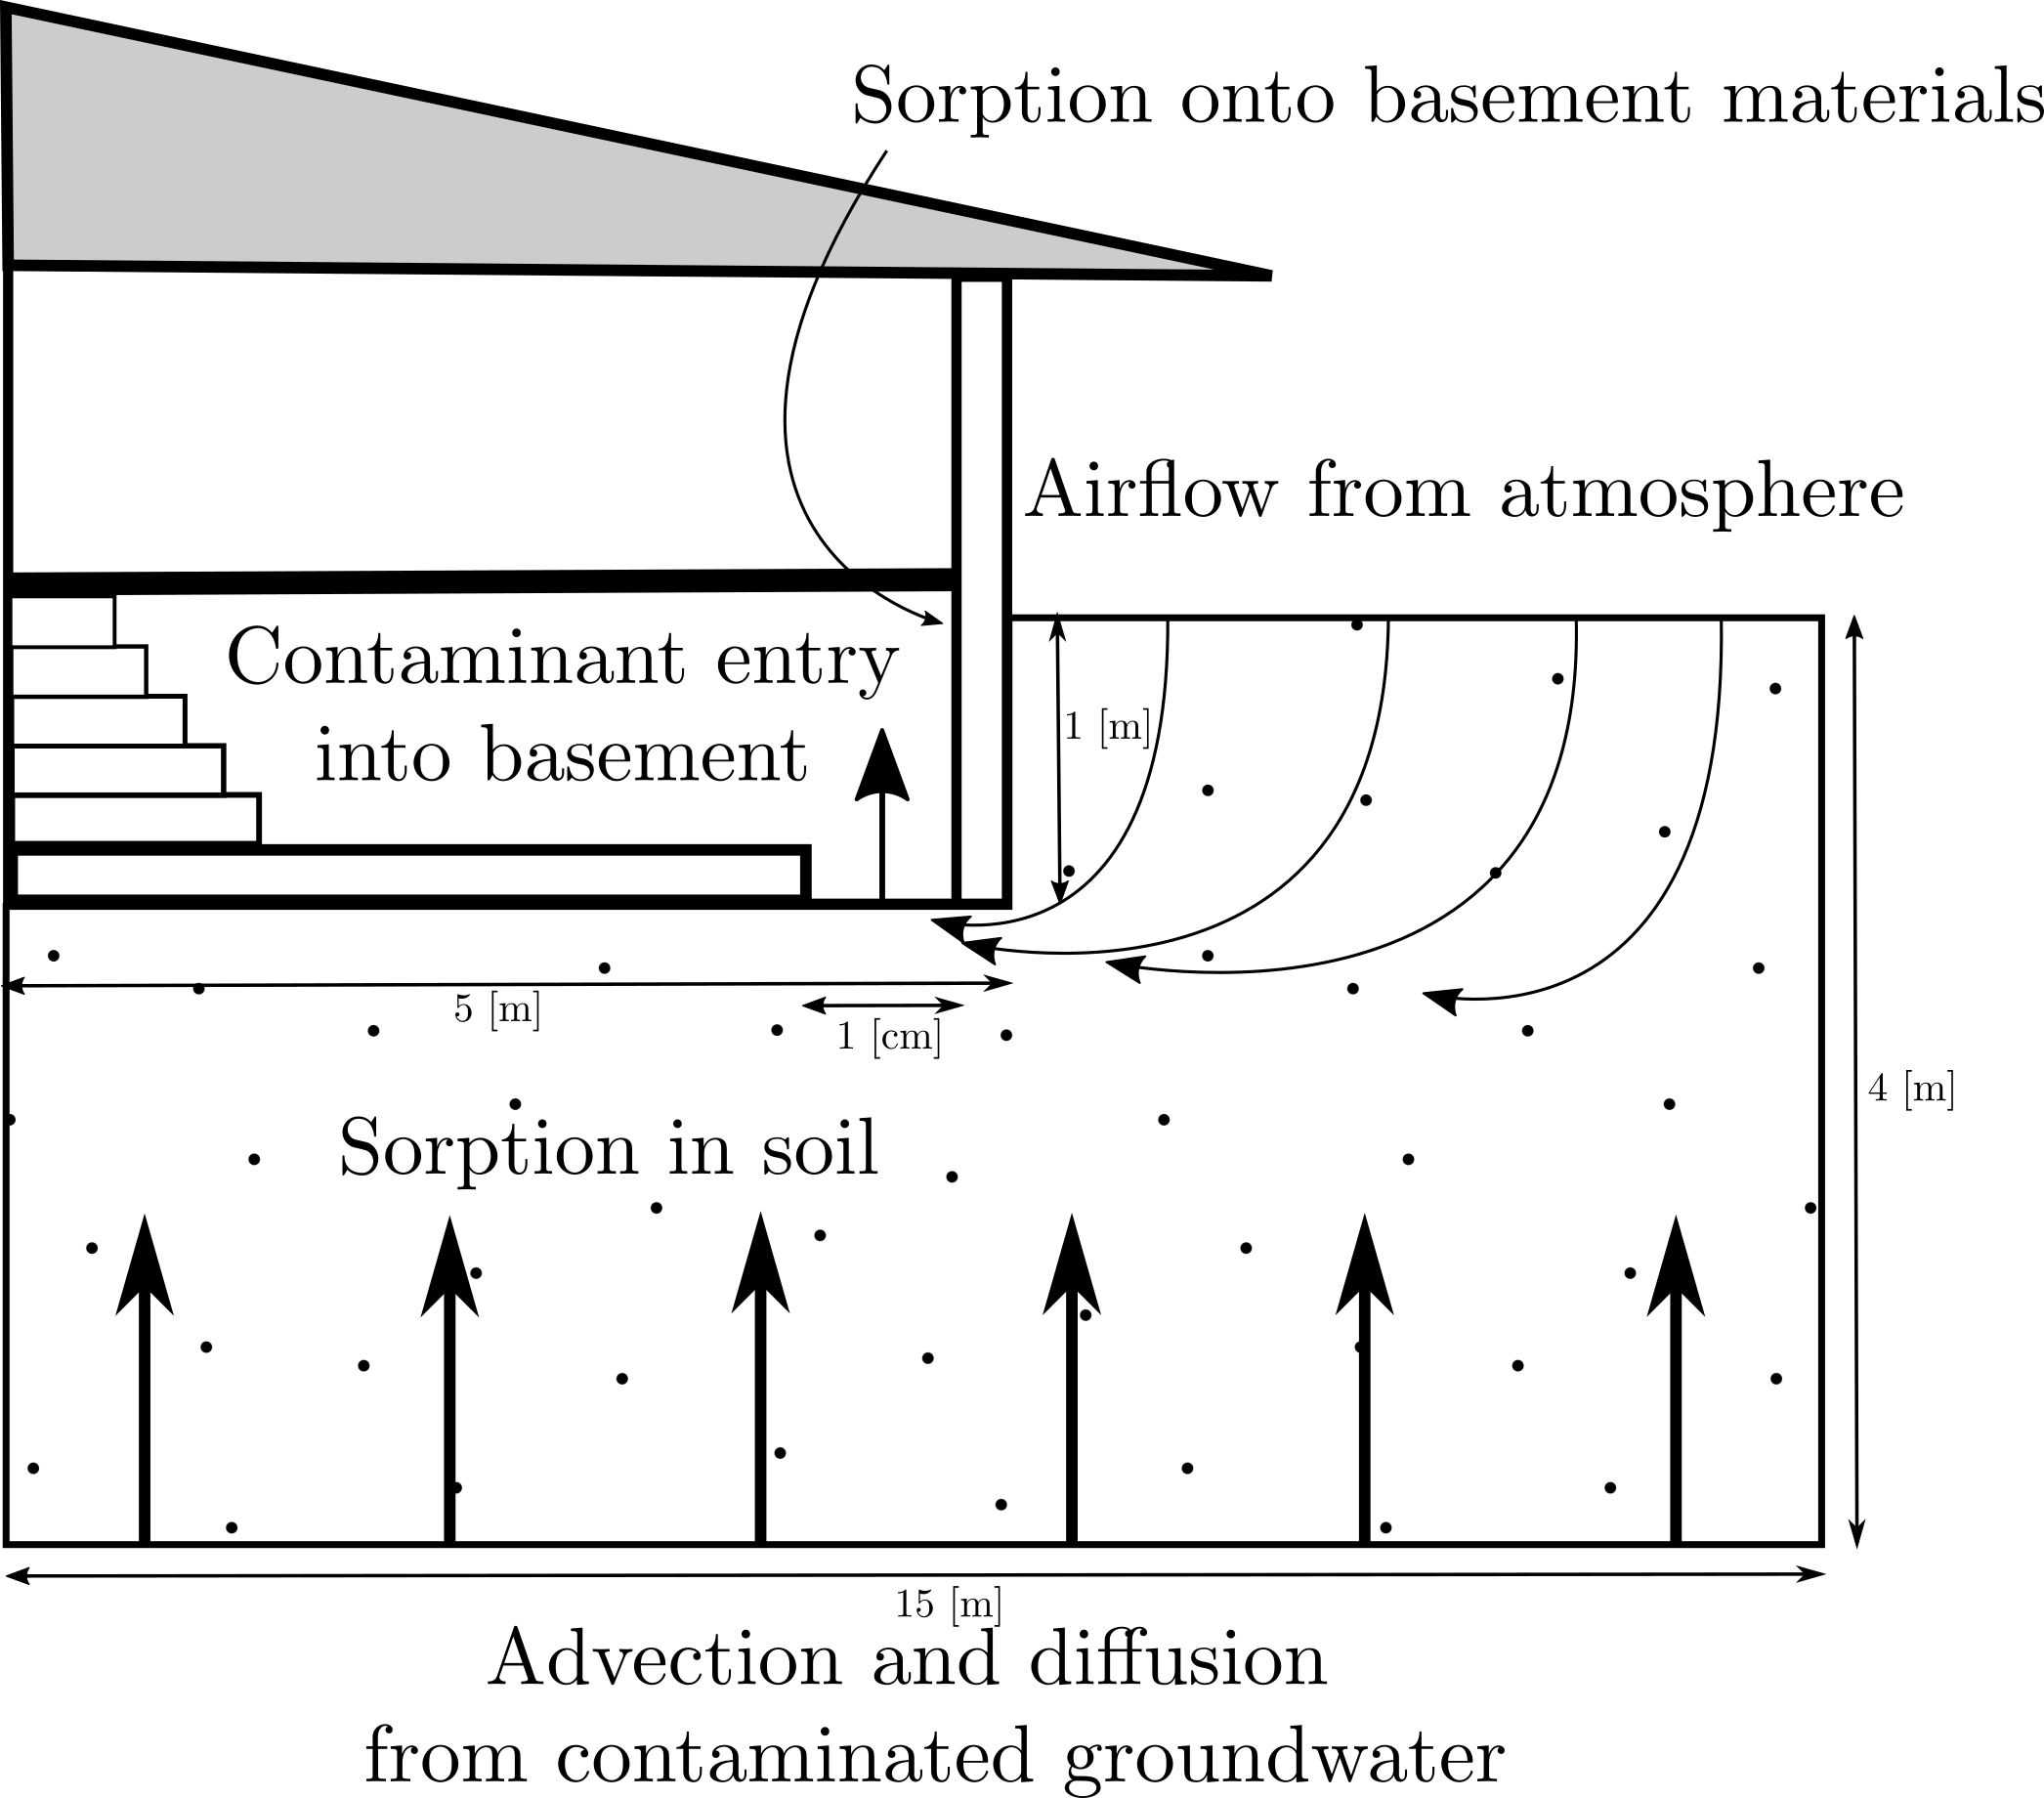 Sorption onto basement materials
Airflow from atmosphere
Contaminant entry
into basement
1 [m]
5 [m]
1 [cm]
4 [m]
Sorption in soil
15 [m]
Advection and diffusion
from contaminated groundwater